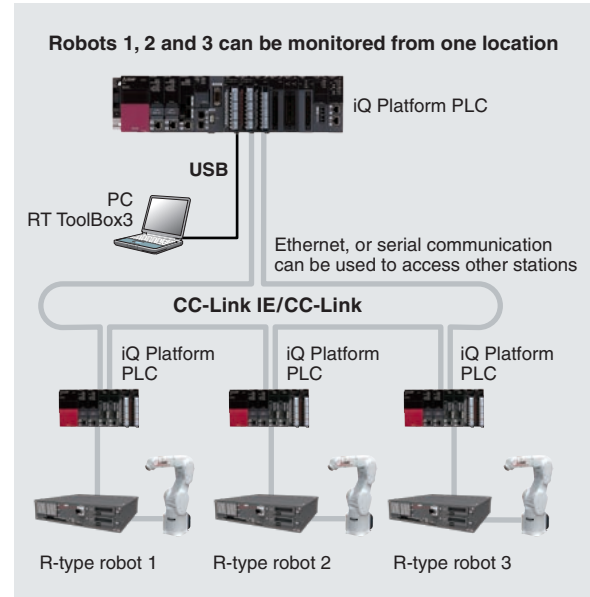 Robots 1, 2 and 3 can be monitored from one location
iQ Platform PLC
USB
PC
RT ToolBox3
Ethernet, or serial communication
can be used to access other stations
CC-Link IE/CC-Link
iQ Platform
PLC
iQ Platform
PLC
iQ Platform
PLC
R-type robot 1
R-type robot 2
R-type robot 3